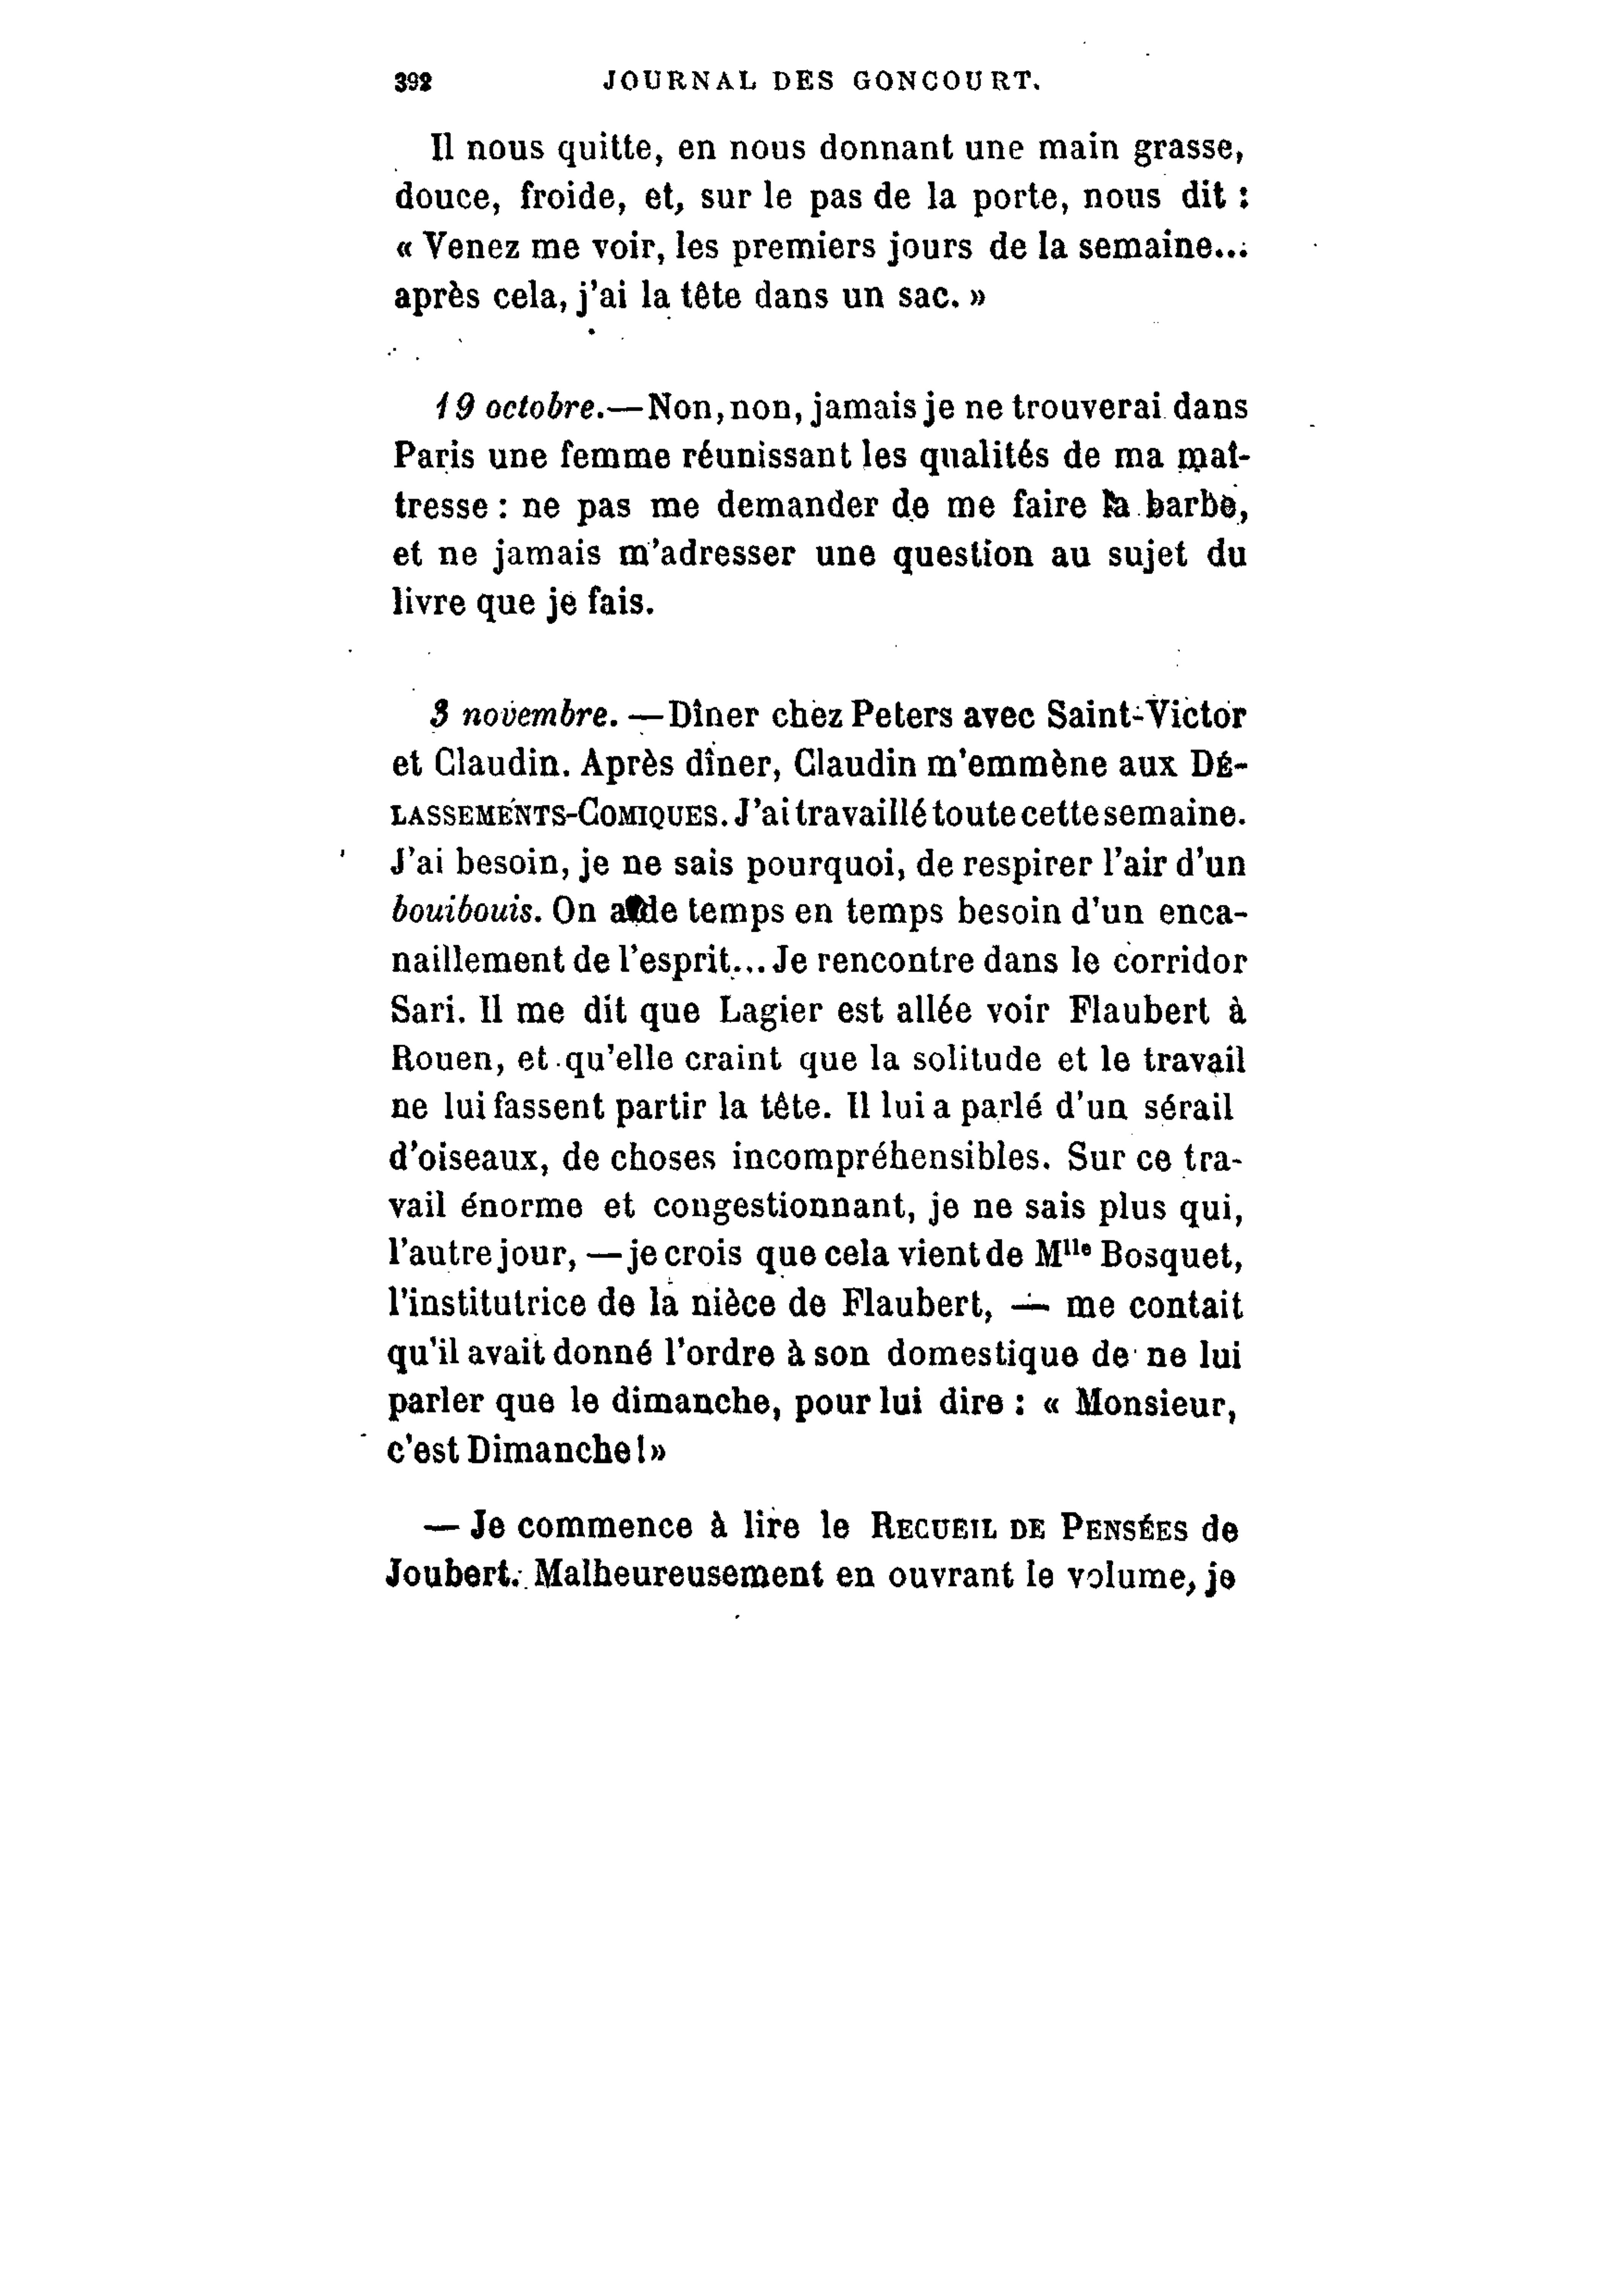 392 JOURNAL DES GONCOURT.
Il nous quitte, en nous donnant une main grasse,
douce, froide, et, sur le pas de la porte, nous dit :
« Venez me voir, les premiers jours de la semaine...
après cela, j'ai la tête dans un sac. »
19 octobre.—Non, non, jamais je ne trouverai dans
Paris une femme réunissant les qualités de ma maî-
tresse : ne pas me demander de me faire la barbe,
et ne jamais m'adresser une question au sujet du
livre que je fais.
3 novembre. — Dîner chez Peters avec Saint-Victor
et Claudin. Après dîner, Claudin m'emmène aux DÉ-
LASSEMENTS-COMIQUES. J'ai travaillé toute cette semaine.
J'ai besoin, je ne sais pourquoi, de respirer l'air d'un
bouibouis. On a de temps en temps besoin d'un enca-
naillement de l'esprit... Je rencontre dans le corridor
Sari. Il me dit que Lagier est allée voir Flaubert à
Rouen, et qu'elle craint que la solitude et le travail
ne lui fassent partir la tête. Il lui a parlé d'un sérail
d'oiseaux, de choses incompréhensibles. Sur ce tra-
vail énorme et congestionnant, je ne sais plus qui,
l'autre jour, — je crois que cela vient de Mlle Bosquet,
l'institutrice de la nièce de Flaubert, — me contait
qu'il avait donné l'ordre à son domestique de ne lui
parler que le dimanche, pour lui dire : « Monsieur,
c'est Dimanche! »
— Je commence à lire le RECUEIL DE PENSÉES de
Joubert. Malheureusement en ouvrant le volume, je